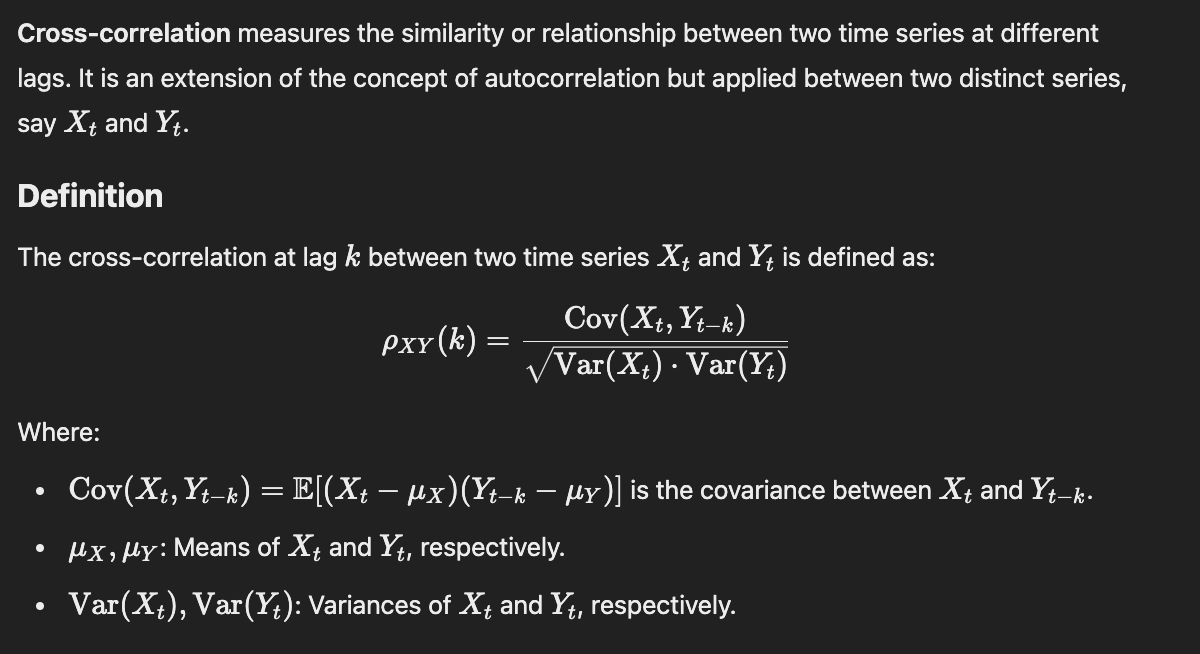 Cross-correlation measures the similarity or relationship between two time series at different
lags. It is an extension of the concept of autocorrelation but applied between two distinct series,
say $X_t$ and $Y_t$.
Definition
The cross-correlation at lag $k$ between two time series $X_t$ and $Y_t$ is defined as:
$\rho_{XY}(k) = \frac{\text{Cov}(X_t, Y_{t-k})}{\sqrt{\text{Var}(X_t) \cdot \text{Var}(Y_t)}}$
Where:
• $\text{Cov}(X_t, Y_{t-k}) = \mathbb{E}[(X_t - \mu_X)(Y_{t-k} - \mu_Y)]$ is the covariance between $X_t$ and $Y_{t-k}$.
• $\mu_X, \mu_Y$: Means of $X_t$ and $Y_t$, respectively.
• $\text{Var}(X_t), \text{Var}(Y_t)$: Variances of $X_t$ and $Y_t$, respectively.